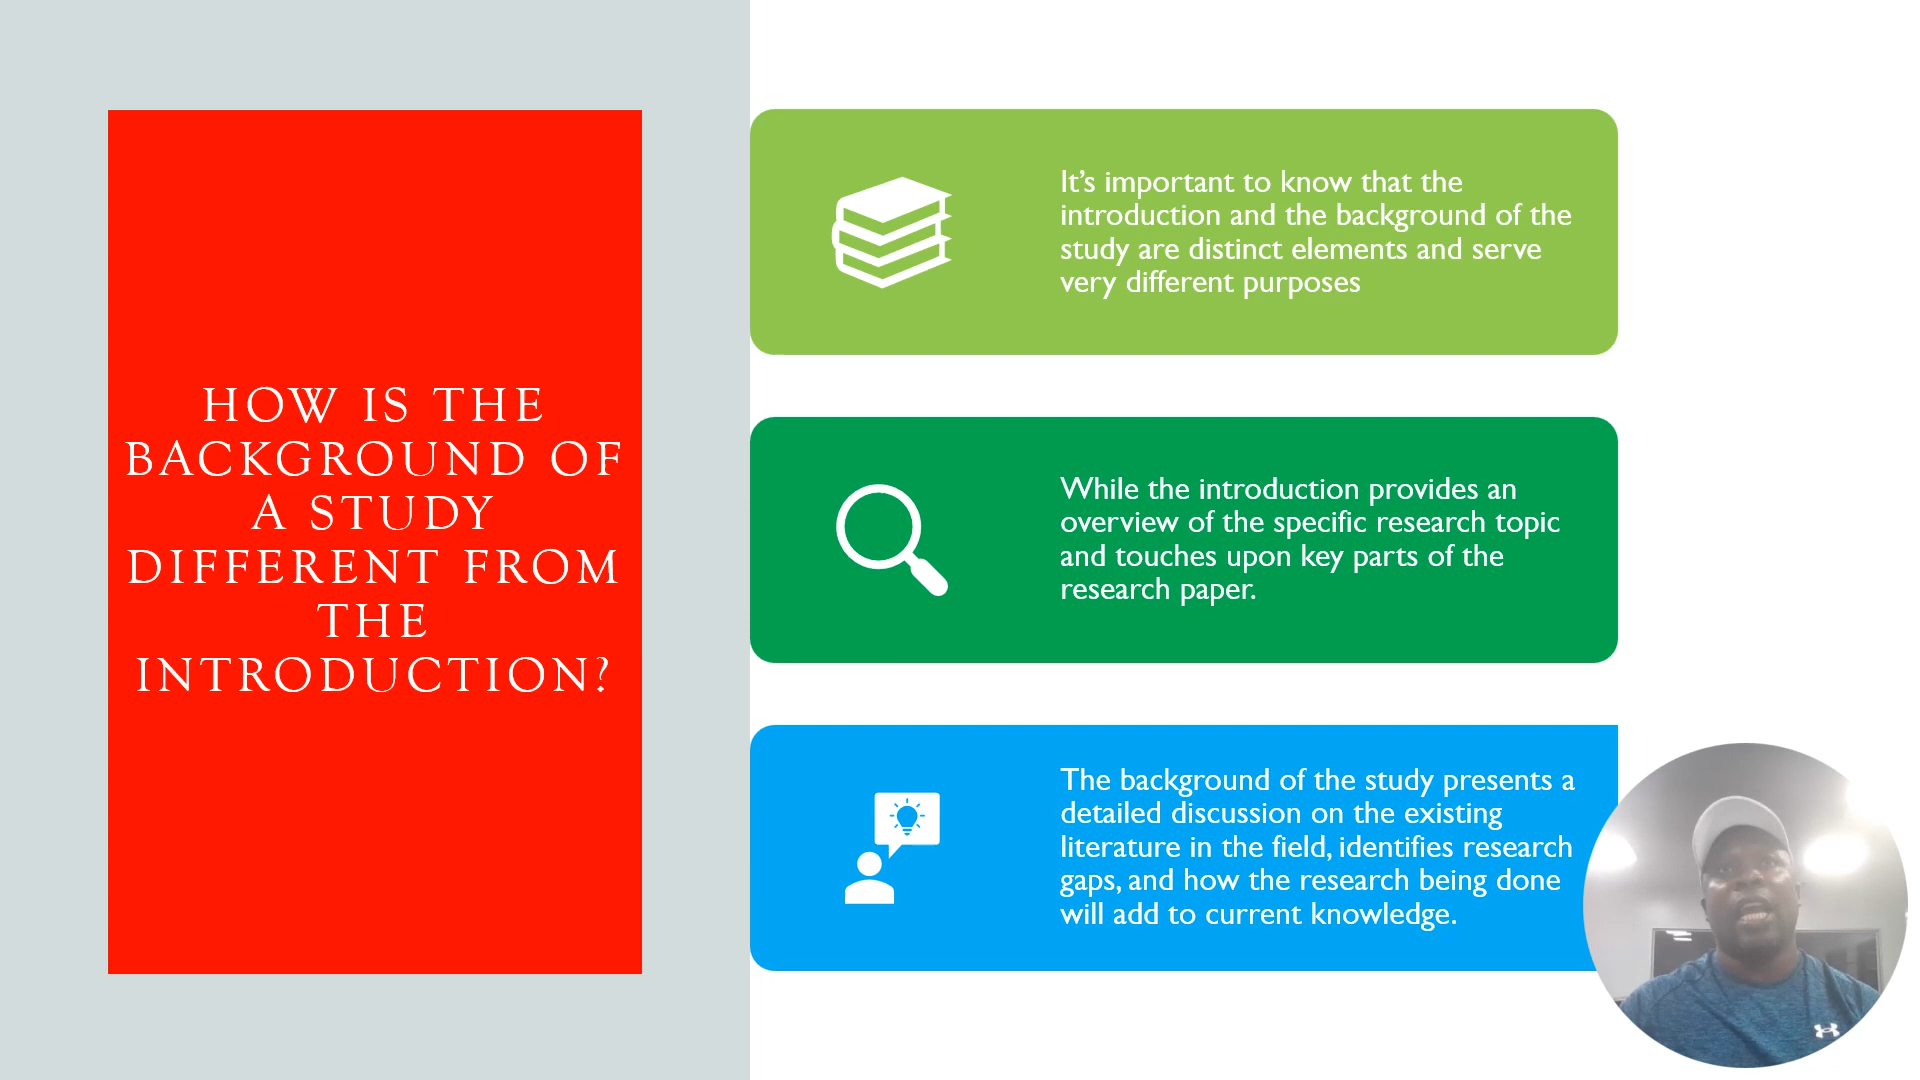 HOW IS THE
BACKGROUND OF
A STUDY
DIFFERENT FROM
THE
INTRODUCTION?
It’s important to know that the
introduction and the background of the
study are distinct elements and serve
very different purposes
While the introduction provides an
overview of the specific research topic
and touches upon key parts of the
research paper.
The background of the study presents a
detailed discussion on the existing
literature in the field, identifies research
gaps, and how the research being done
will add to current knowledge.